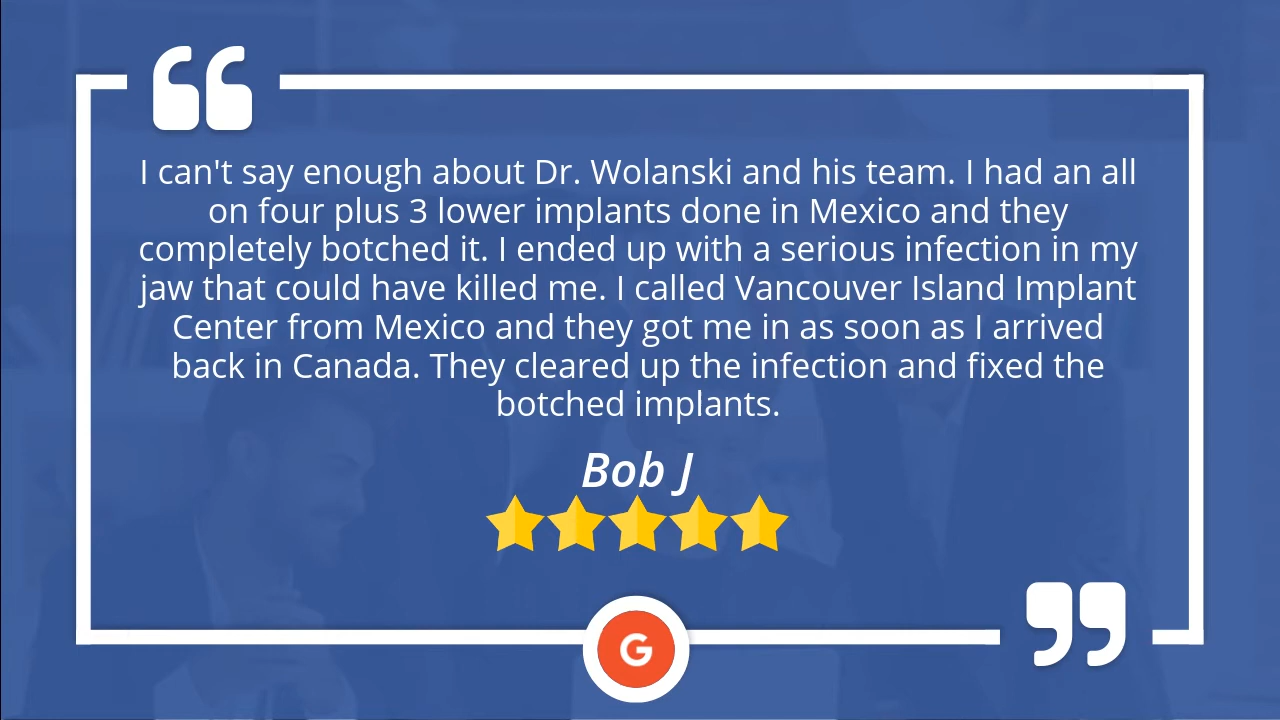 I can't say enough about Dr. Wolanski and his team. I had an all
on four plus 3 lower implants done in Mexico and they
completely botched it. I ended up with a serious infection in my
jaw that could have killed me. I called Vancouver Island Implant
Center from Mexico and they got me in as soon as I arrived
back in Canada. They cleared up the infection and fixed the
botched implants.
Bob J
G